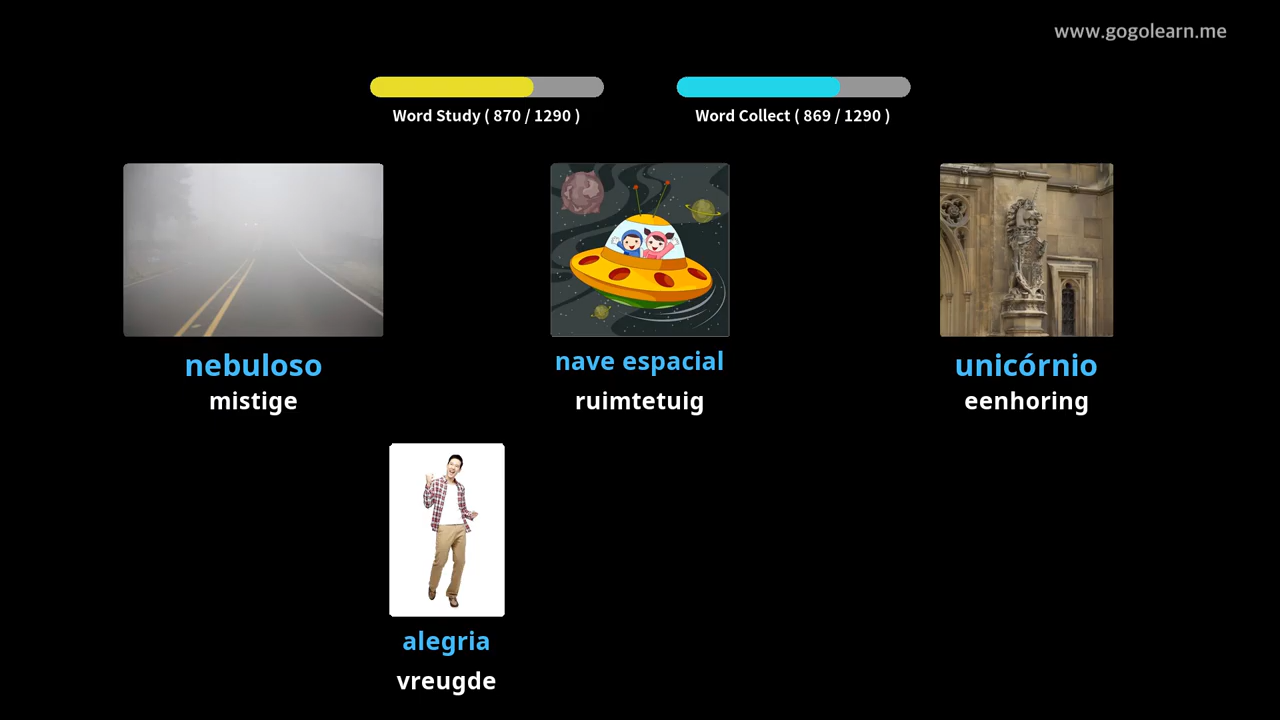 www.gogolearn.me
Word Study ( 870 / 1290 )
Word Collect ( 869 / 1290 )
nebuloso
mistige
nave espacial
ruimtetuig
unicórnio
eenhoring
alegria
vreugde